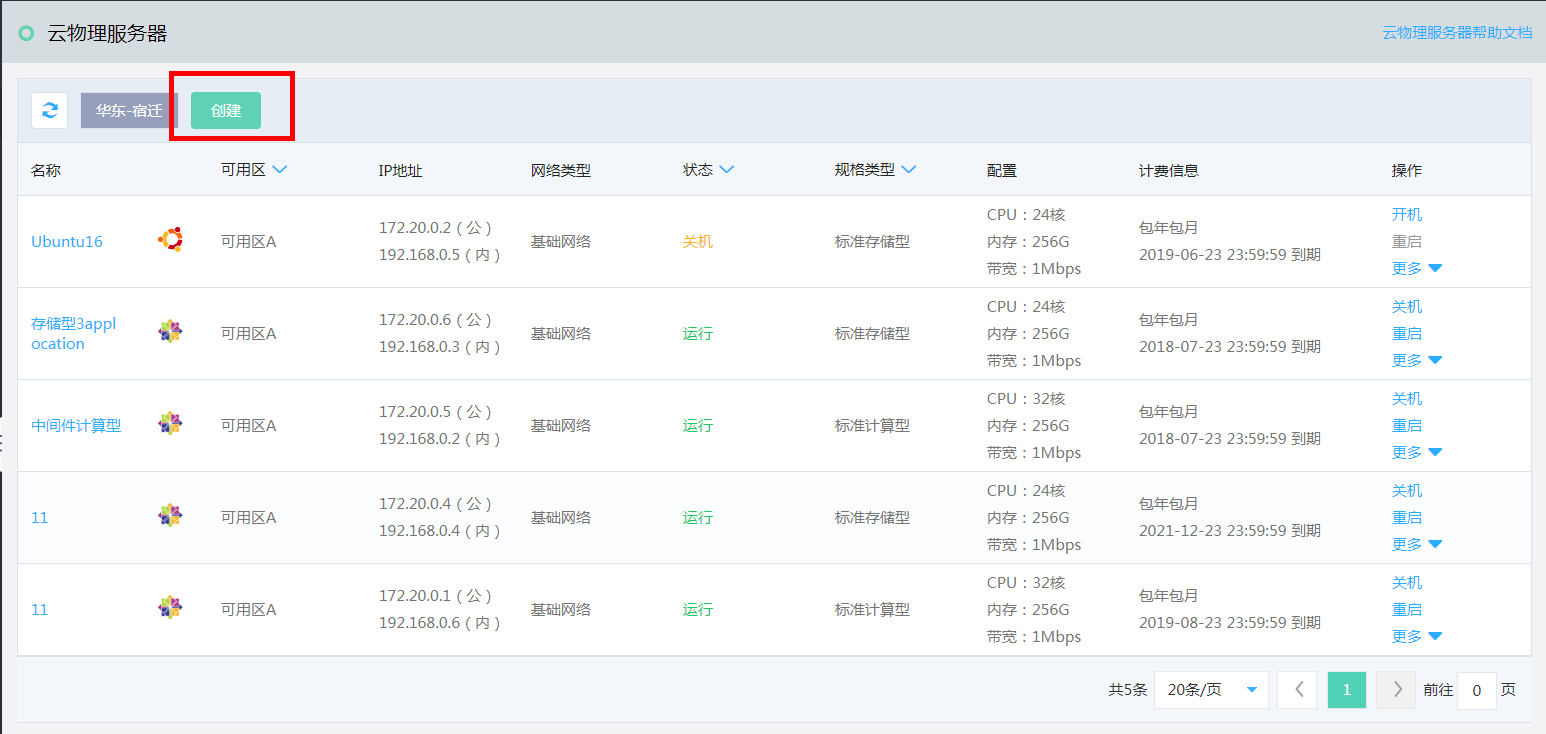 云物理服务器
云物理服务器帮助文档
华东-宿迁
创建
名称 可用区 IP地址 网络类型 状态 规格类型 配置 计费信息 操作
Ubuntu16
可用区A
172.20.0.2 ( 公 )
192.168.0.5 ( 内 )
基础网络
关机
标准存储型
CPU：24核
内存：256G
带宽：1Mbps
包年包月
2019-06-23 23:59:59 到期
开机
重启
更多
存储型3appl
ocation
可用区A
172.20.0.6 ( 公 )
192.168.0.3 ( 内 )
基础网络
运行
标准存储型
CPU：24核
内存：256G
带宽：1Mbps
包年包月
2018-07-23 23:59:59 到期
关机
重启
更多
中间件计算型
可用区A
172.20.0.5 ( 公 )
192.168.0.2 ( 内 )
基础网络
运行
标准计算型
CPU：32核
内存：256G
带宽：1Mbps
包年包月
2018-07-23 23:59:59 到期
关机
重启
更多
11
可用区A
172.20.0.4 ( 公 )
192.168.0.4 ( 内 )
基础网络
运行
标准存储型
CPU：24核
内存：256G
带宽：1Mbps
包年包月
2021-12-23 23:59:59 到期
关机
重启
更多
11
可用区A
172.20.0.1 ( 公 )
192.168.0.6 ( 内 )
基础网络
运行
标准计算型
CPU：32核
内存：256G
带宽：1Mbps
包年包月
2019-08-23 23:59:59 到期
关机
重启
更多
共5条 20条/页 1 前往 0 页